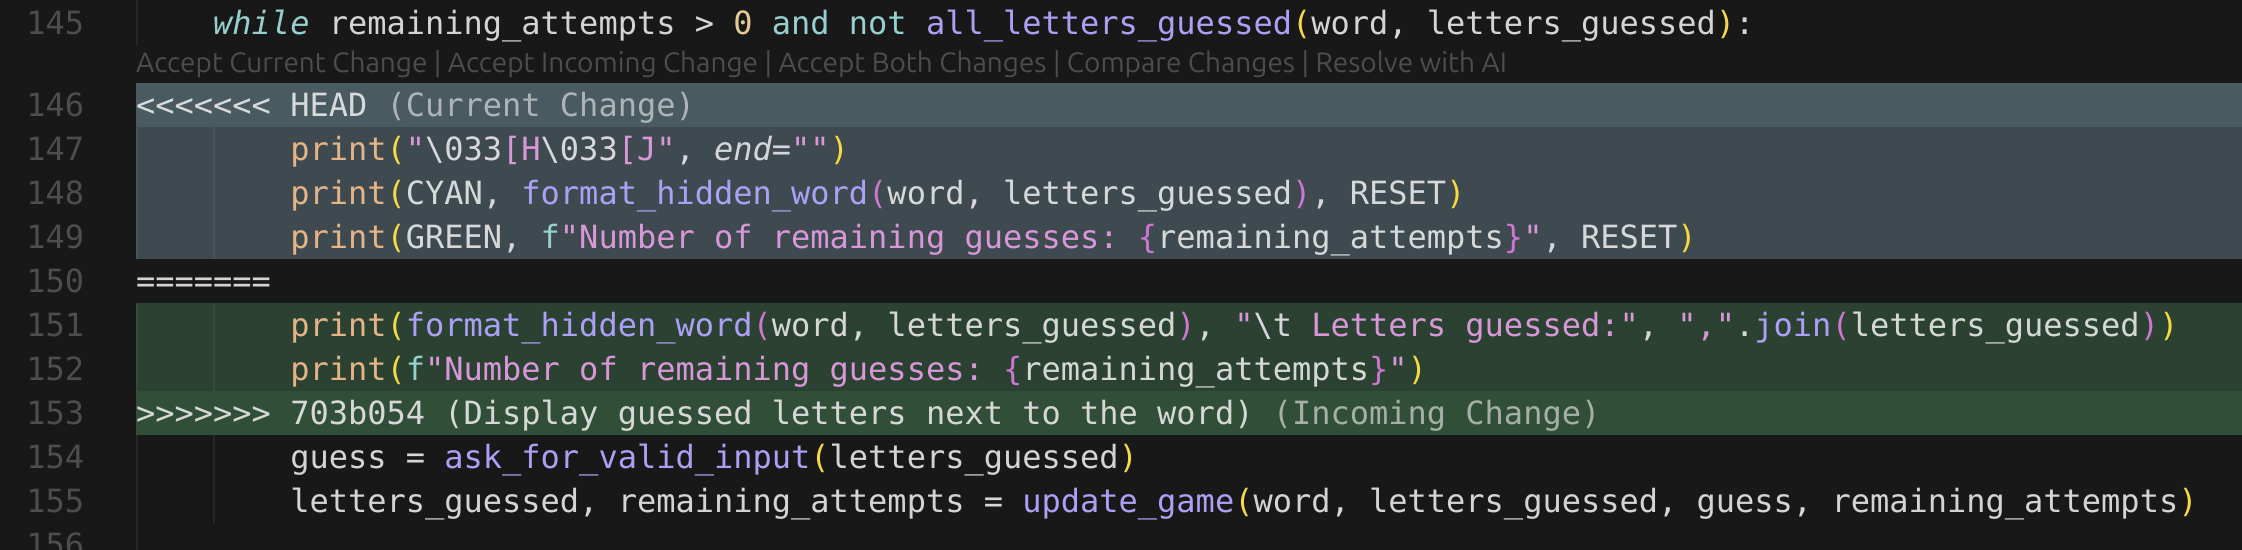 145 while remaining_attempts > 0 and not all_letters_guessed(word, letters_guessed):
Accept Current Change | Accept Incoming Change | Accept Both Changes | Compare Changes | Resolve with AI
146 <<<<<<< HEAD (Current Change)
147 print("\033[H\033[J", end="")
148 print(CYAN, format_hidden_word(word, letters_guessed), RESET)
149 print(GREEN, f"Number of remaining guesses: {remaining_attempts}", RESET)
150 =======
151 print(format_hidden_word(word, letters_guessed), "\t Letters guessed:", ",".join(letters_guessed))
152 print(f"Number of remaining guesses: {remaining_attempts}")
153 >>>>>>> 703b054 (Display guessed letters next to the word) (Incoming Change)
154 guess = ask_for_valid_input(letters_guessed)
155 letters_guessed, remaining_attempts = update_game(word, letters_guessed, guess, remaining_attempts)
156